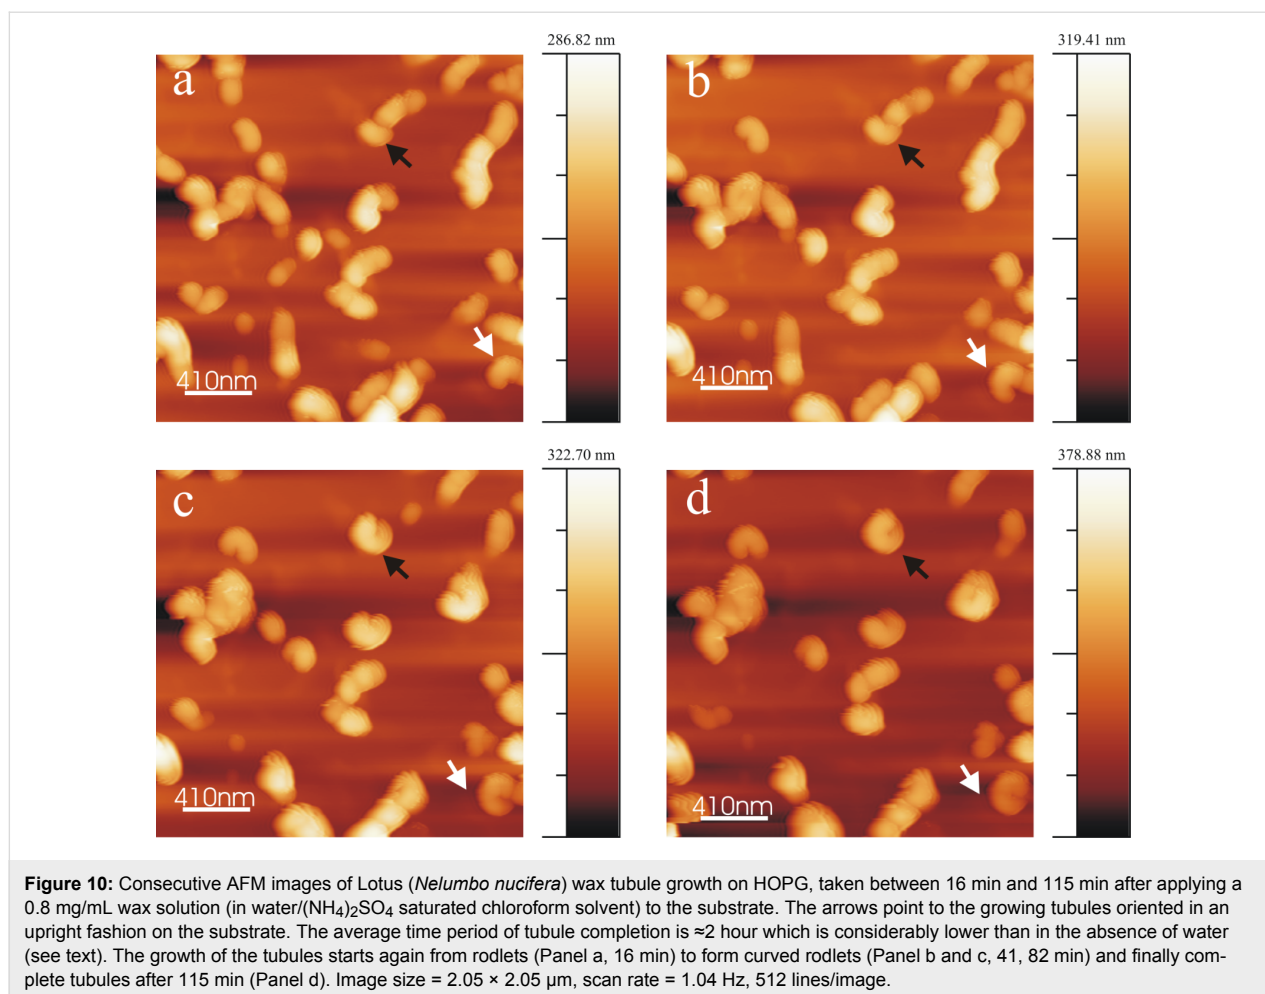 286.82 nm
319.41 nm
a
b
410nm
410nm
322.70 nm
378.88 nm
c
d
410nm
410nm
Figure 10: Consecutive AFM images of Lotus (Nelumbo nucifera) wax tubule growth on HOPG, taken between 16 min and 115 min after applying a
0.8 mg/mL wax solution (in water/(NH4)2SO4 saturated chloroform solvent) to the substrate. The arrows point to the growing tubules oriented in an
upright fashion on the substrate. The average time period of tubule completion is ≈2 hour which is considerably lower than in the absence of water
(see text). The growth of the tubules starts again from rodlets (Panel a, 16 min) to form curved rodlets (Panel b and c, 41, 82 min) and finally com-
plete tubules after 115 min (Panel d). Image size = 2.05 × 2.05 µm, scan rate = 1.04 Hz, 512 lines/image.